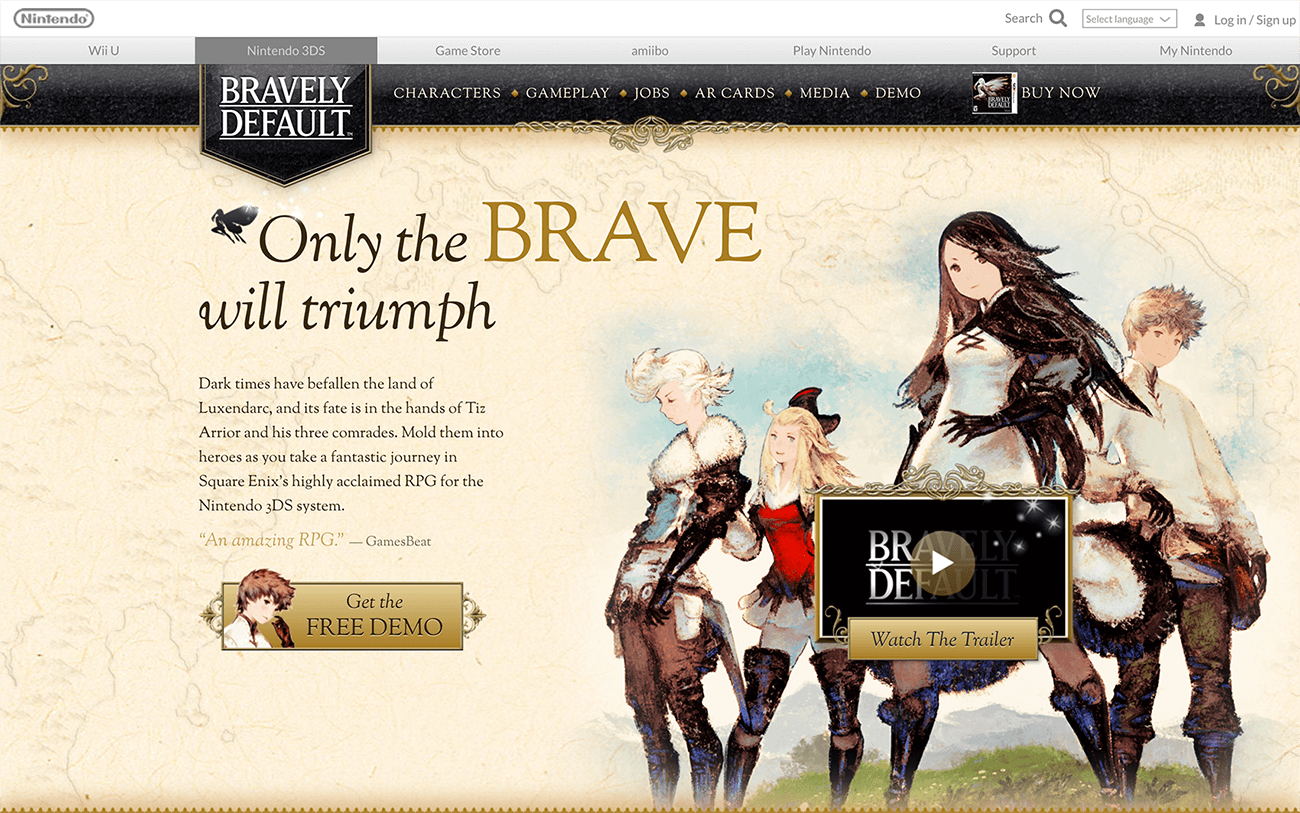 Nintendo
Search
Select language
Log in / Sign up
Wii U
Nintendo 3DS
Game Store
amiibo
Play Nintendo
Support
My Nintendo
BRAVELY
DEFAULT
CHARACTERS
GAMEPLAY
JOBS
AR CARDS
MEDIA
DEMO
BUY NOW
Only the BRAVE
will triumph
Dark times have befallen the land of
Luxendarc, and its fate is in the hands of Tiz
Arrior and his three comrades. Mold them into
heroes as you take a fantastic journey in
Square Enix's highly acclaimed RPG for the
Nintendo 3DS system.
“An amazing RPG.” — GamesBeat
Get the
FREE DEMO
BRAVELY
DEFAULT
Watch The Trailer